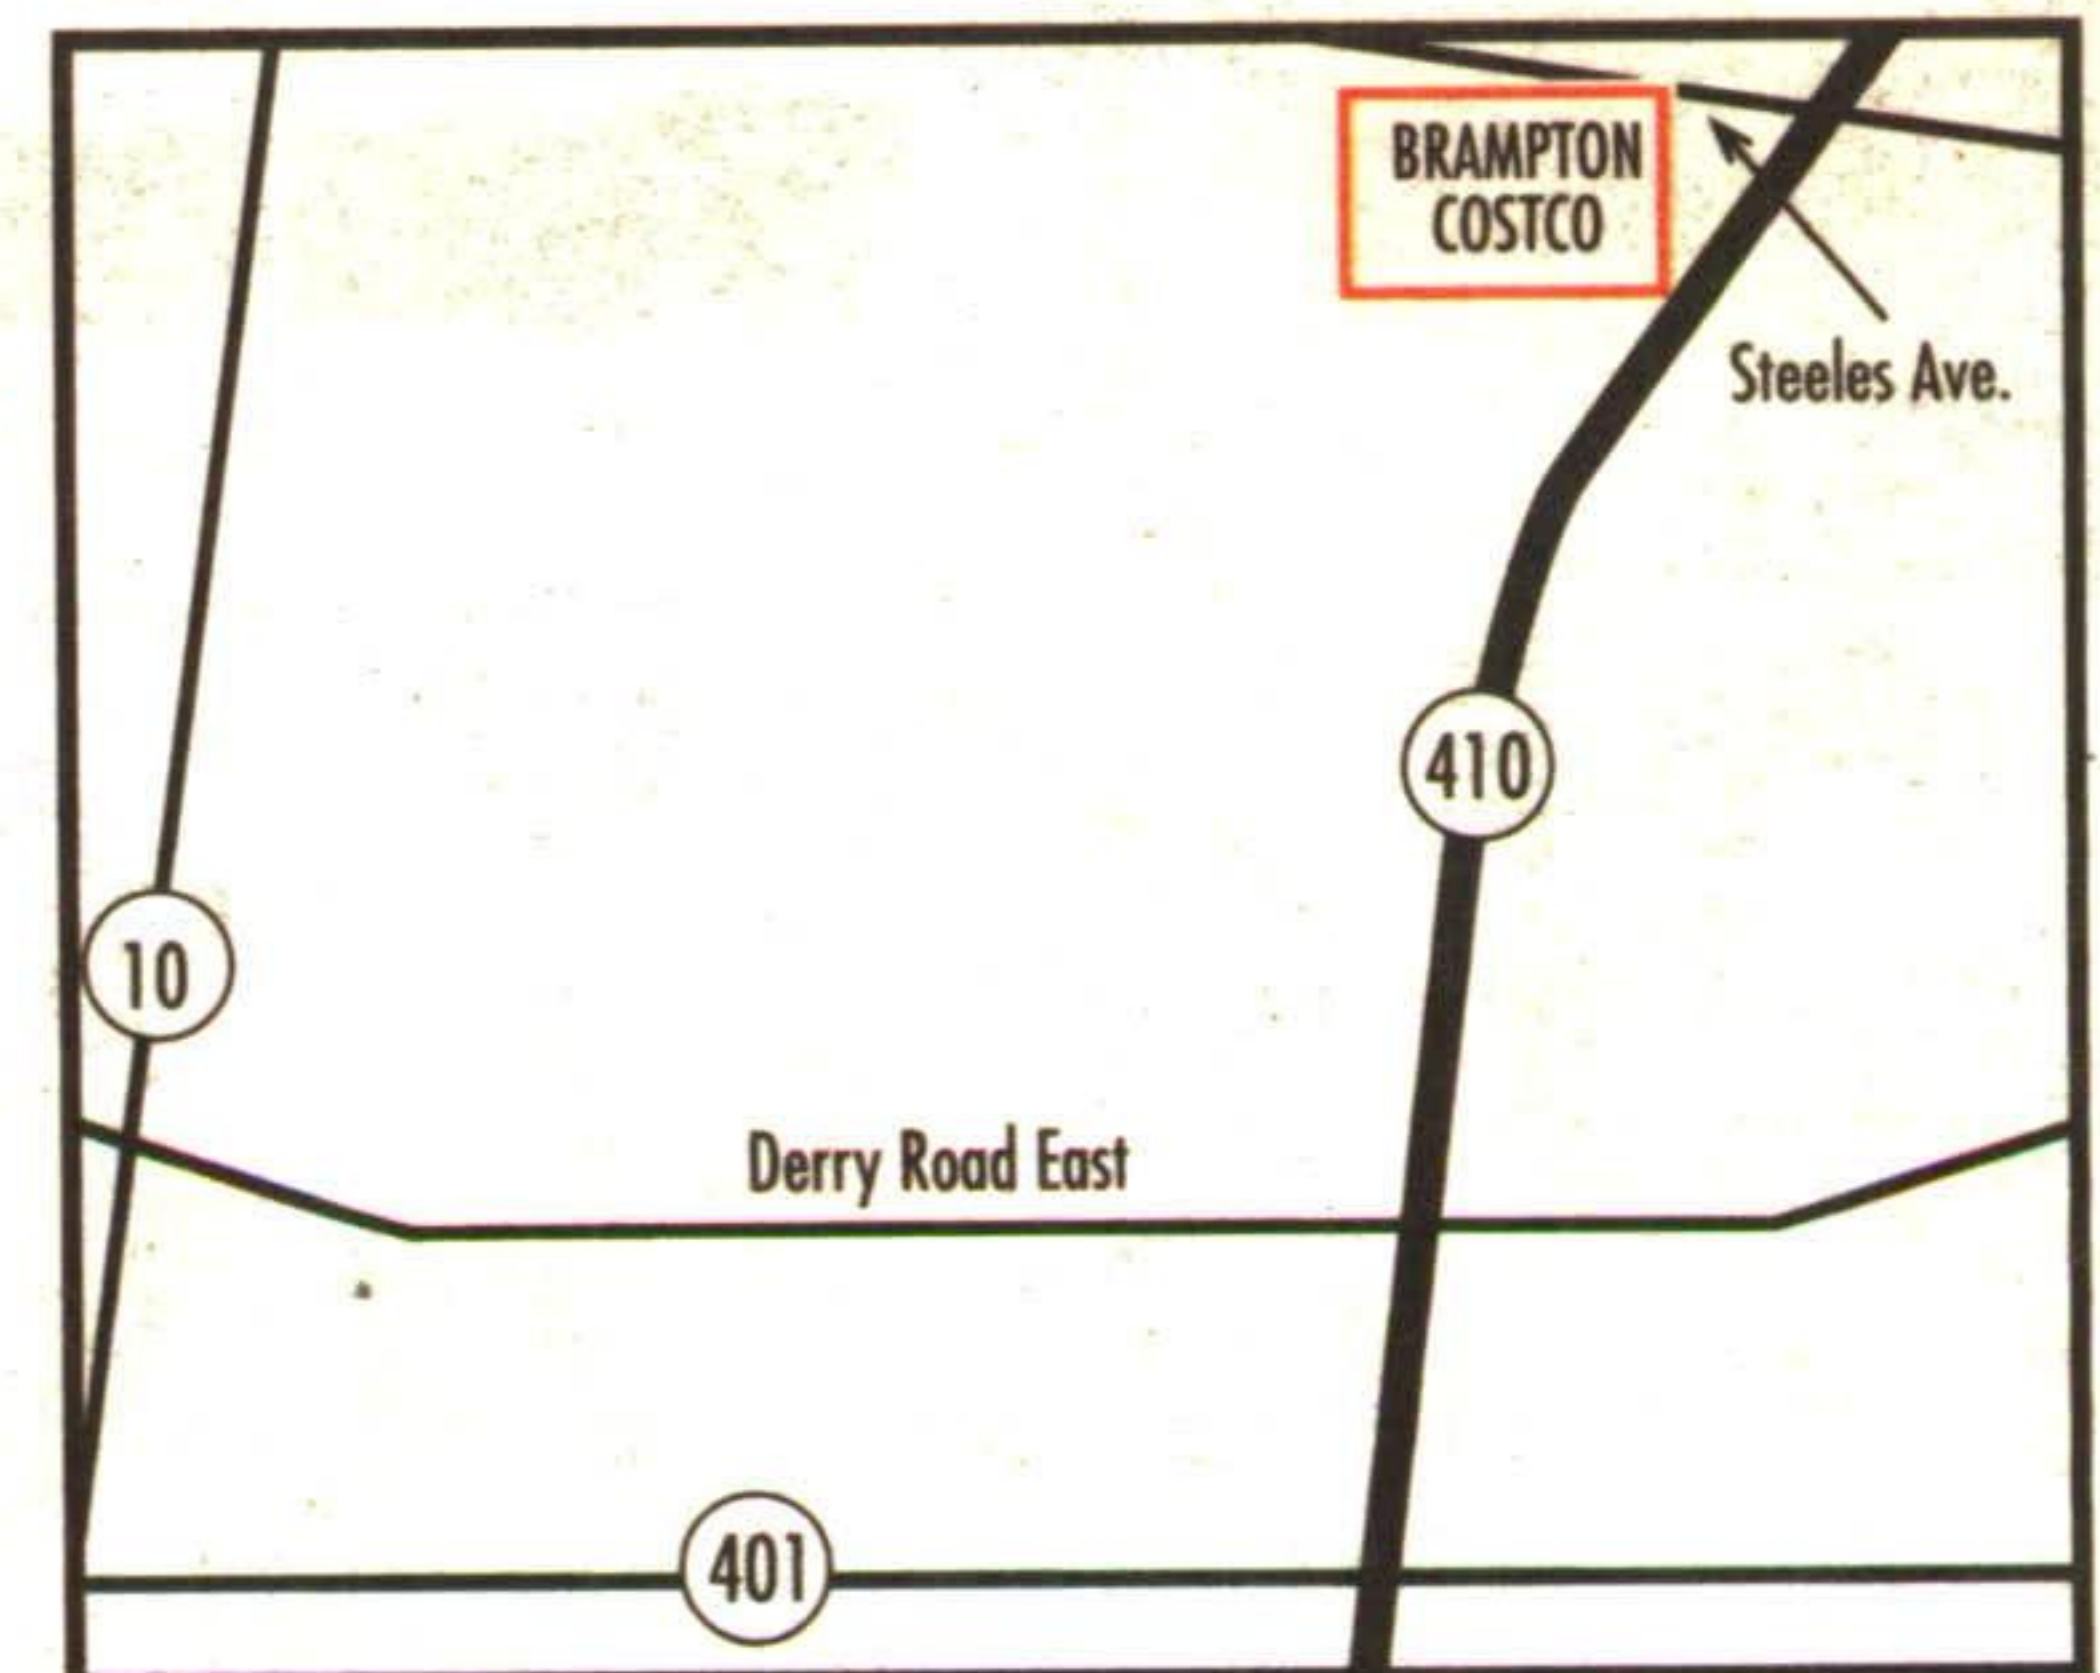 BRAMPTON
COSTCO
Steeles Ave.
410
10
Derry Road East
401